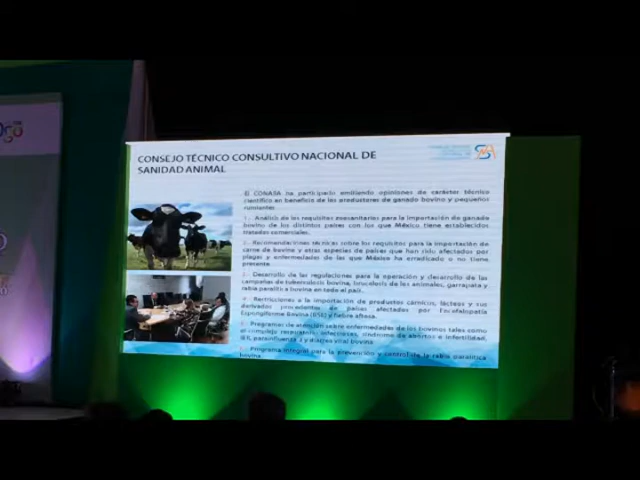 CONSEJO TÉCNICO CONSULTIVO NACIONAL DE
SANIDAD ANIMAL
El CONASA ha participado emitiendo opiniones de carácter técnico
científico en beneficio de los productores de ganado bovino y pequeños
rumiantes
1. Análisis de los requisitos zoosanitarios para la importación de ganado
bovino de los distintos países con los que México tiene establecidos
tratados comerciales.
2. Recomendaciones técnicas sobre los requisitos para la importación de
carne de bovino y otras especies de países que han sido afectados por
plagas y enfermedades de las que México ha erradicado o no tiene
presente.
3. Desarrollo de las regulaciones para la operación y desarrollo de las
campañas de tuberculosis bovina, brucelosis de los animales, garrapata y
rabia paralítica bovina en todo el país.
4. Restricciones a la importación de productos cárnicos, lácteos y sus
derivados procedentes de países afectados por Encefalopatía
Espongiforme Bovina (BSE) y fiebre aftosa.
5. Programas de atención sobre enfermedades de los bovinos tales como
el complejo respiratorio infecciosas, síndrome de abortos e infertilidad,
IBR, parainfluenza 3 y diarrea viral bovina
6. Programa integral para la prevención y control de la rabia paralítica
bovina.